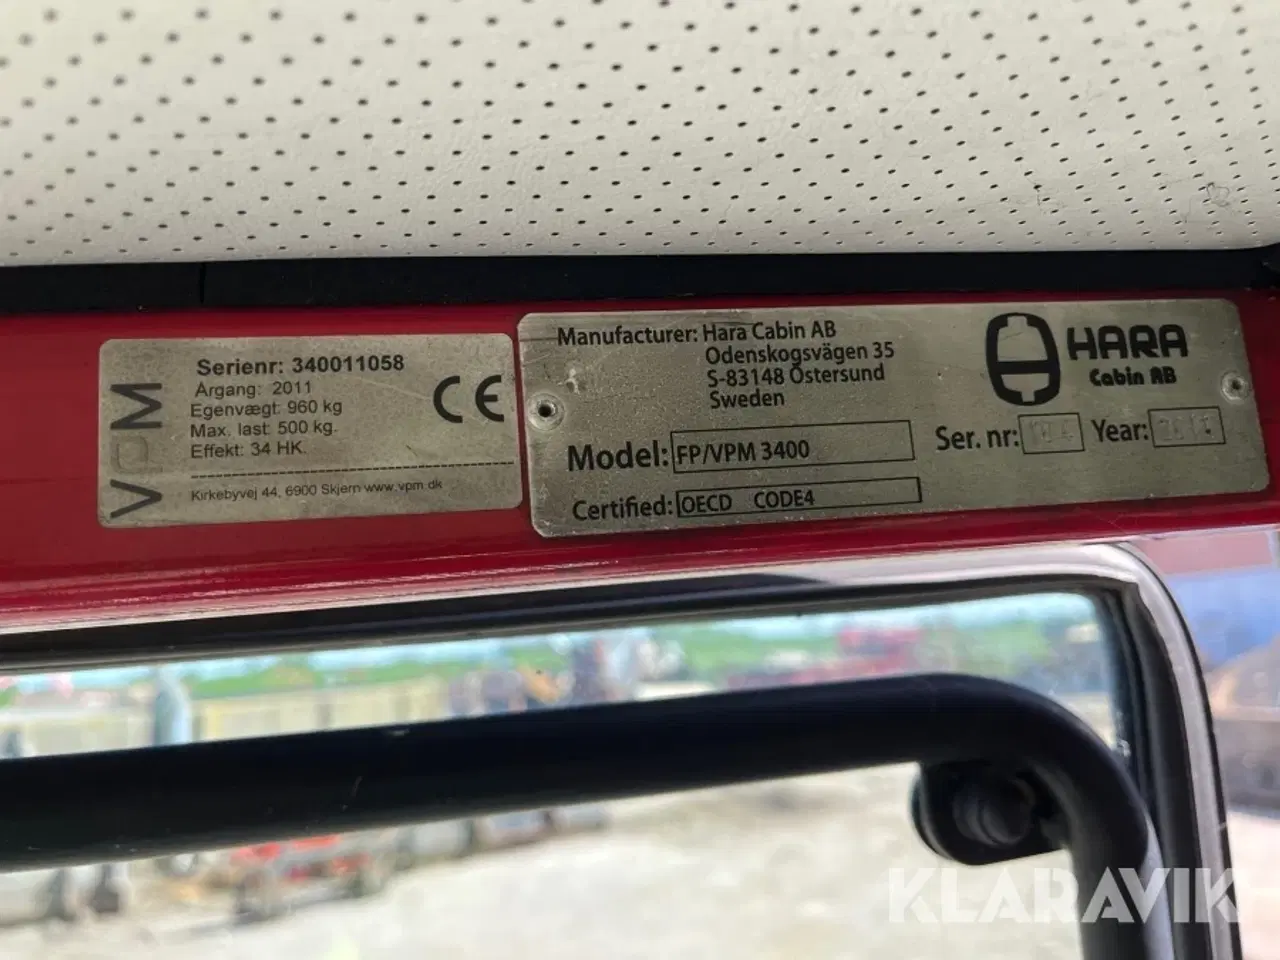 VPM
Serienr: 340011058
Årgang: 2011
Egenvægt: 960 kg
Max. last: 500 kg.
Effekt: 34 HK.
Kirkebyvej 44, 6900 Skjern www.vpm.dk
CE
Manufacturer: Hara Cabin AB
Odenskogsvägen 35
S-83148 Östersund
Sweden
HARA
Cabin AB
Model: FP/VPM 3400
Ser. nr:
Year:
Certified: OECD CODE4
KLARAVIK